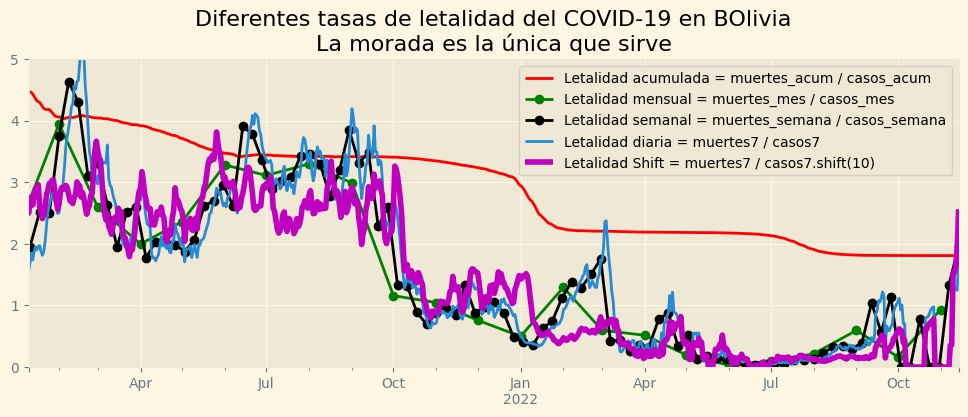 Diferentes tasas de letalidad del COVID-19 en BOlivia
La morada es la única que sirve
5
4
3
2
1
0
Letalidad acumulada = muertes_acum / casos_acum
Letalidad mensual = muertes_mes / casos_mes
Letalidad semanal = muertes_semana / casos_semana
Letalidad diaria = muertes7 / casos7
Letalidad Shift = muertes7 / casos7.shift(10)
Apr Jul Oct Jan Apr Jul Oct
2022